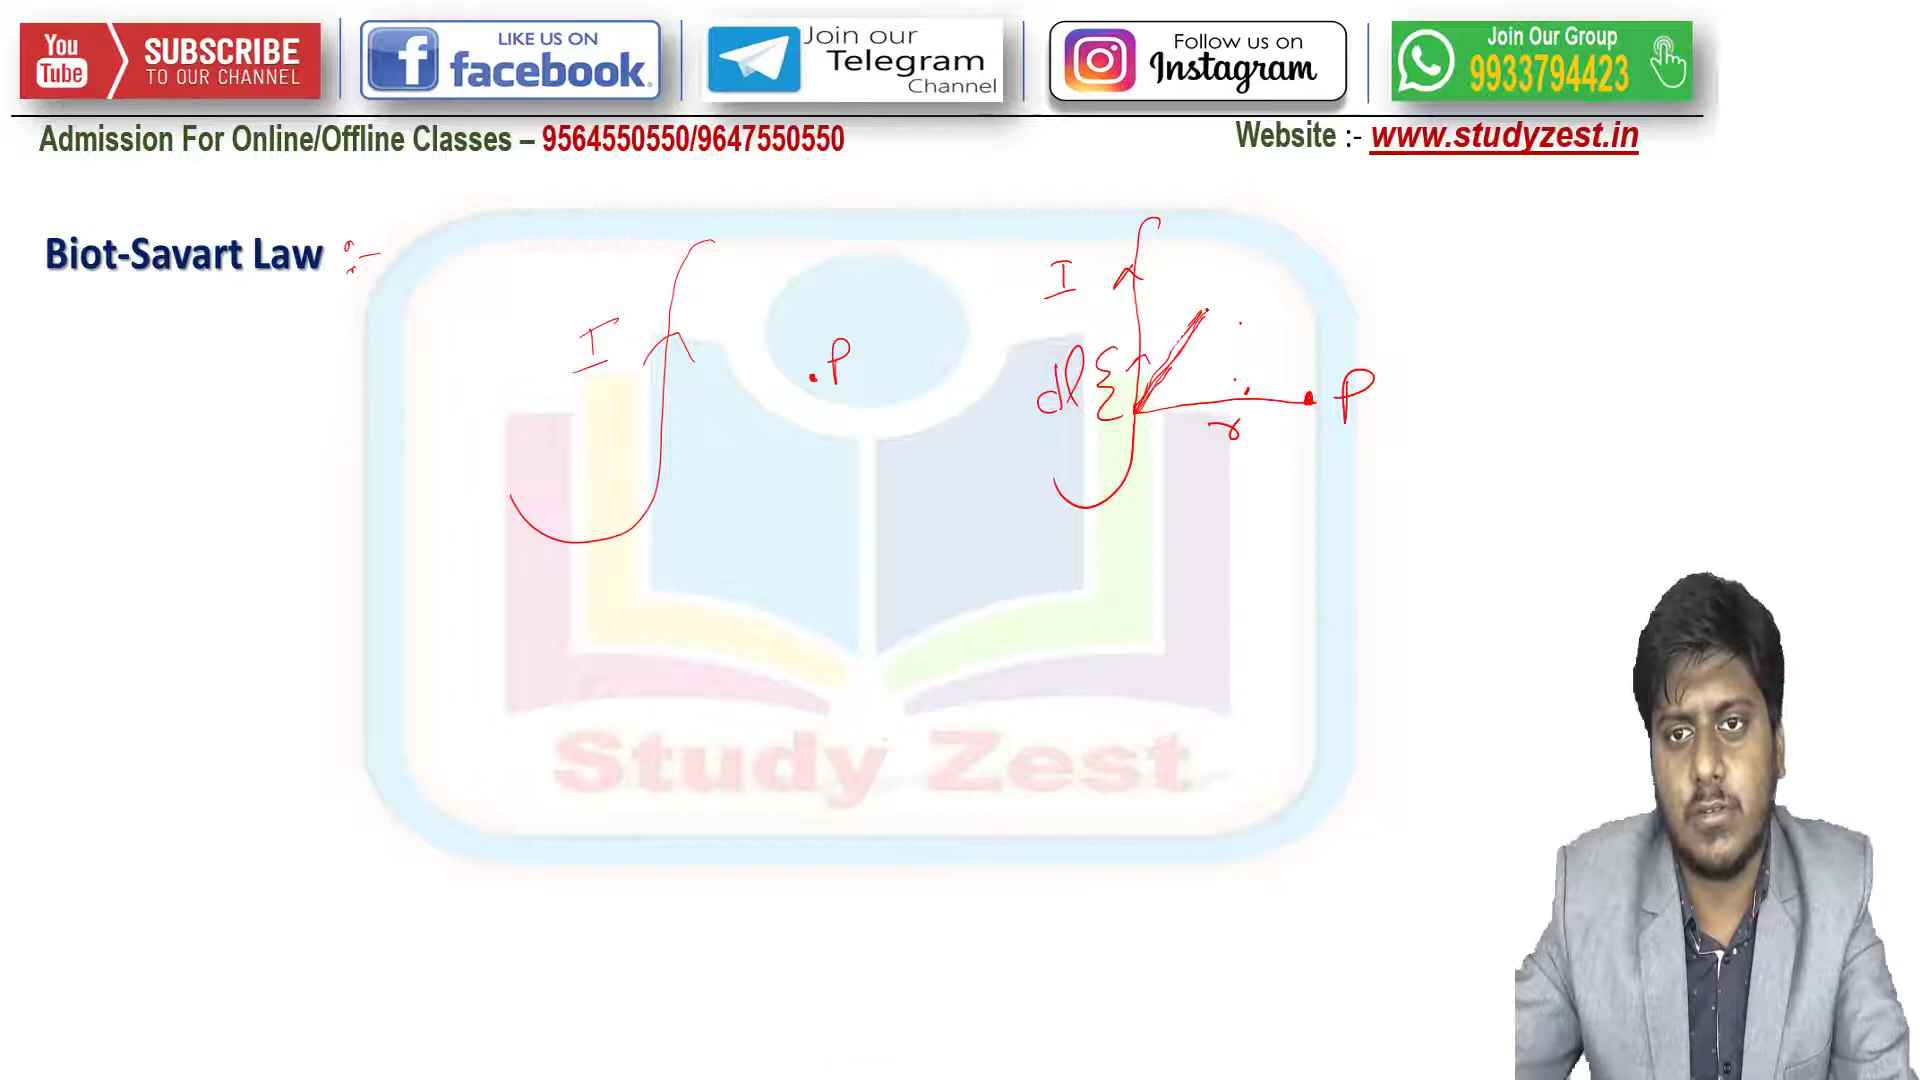 You Tube SUBSCRIBE TO OUR CHANNEL
LIKE US ON facebook
Join our Telegram Channel
Follow us on Instagram
Join Our Group 9933794423
Admission For Online/Offline Classes – 9564550550/9647550550
Website :- www.studyzest.in
Biot-Savart Law :-
I
P
I
dl
r
P
Study Zest